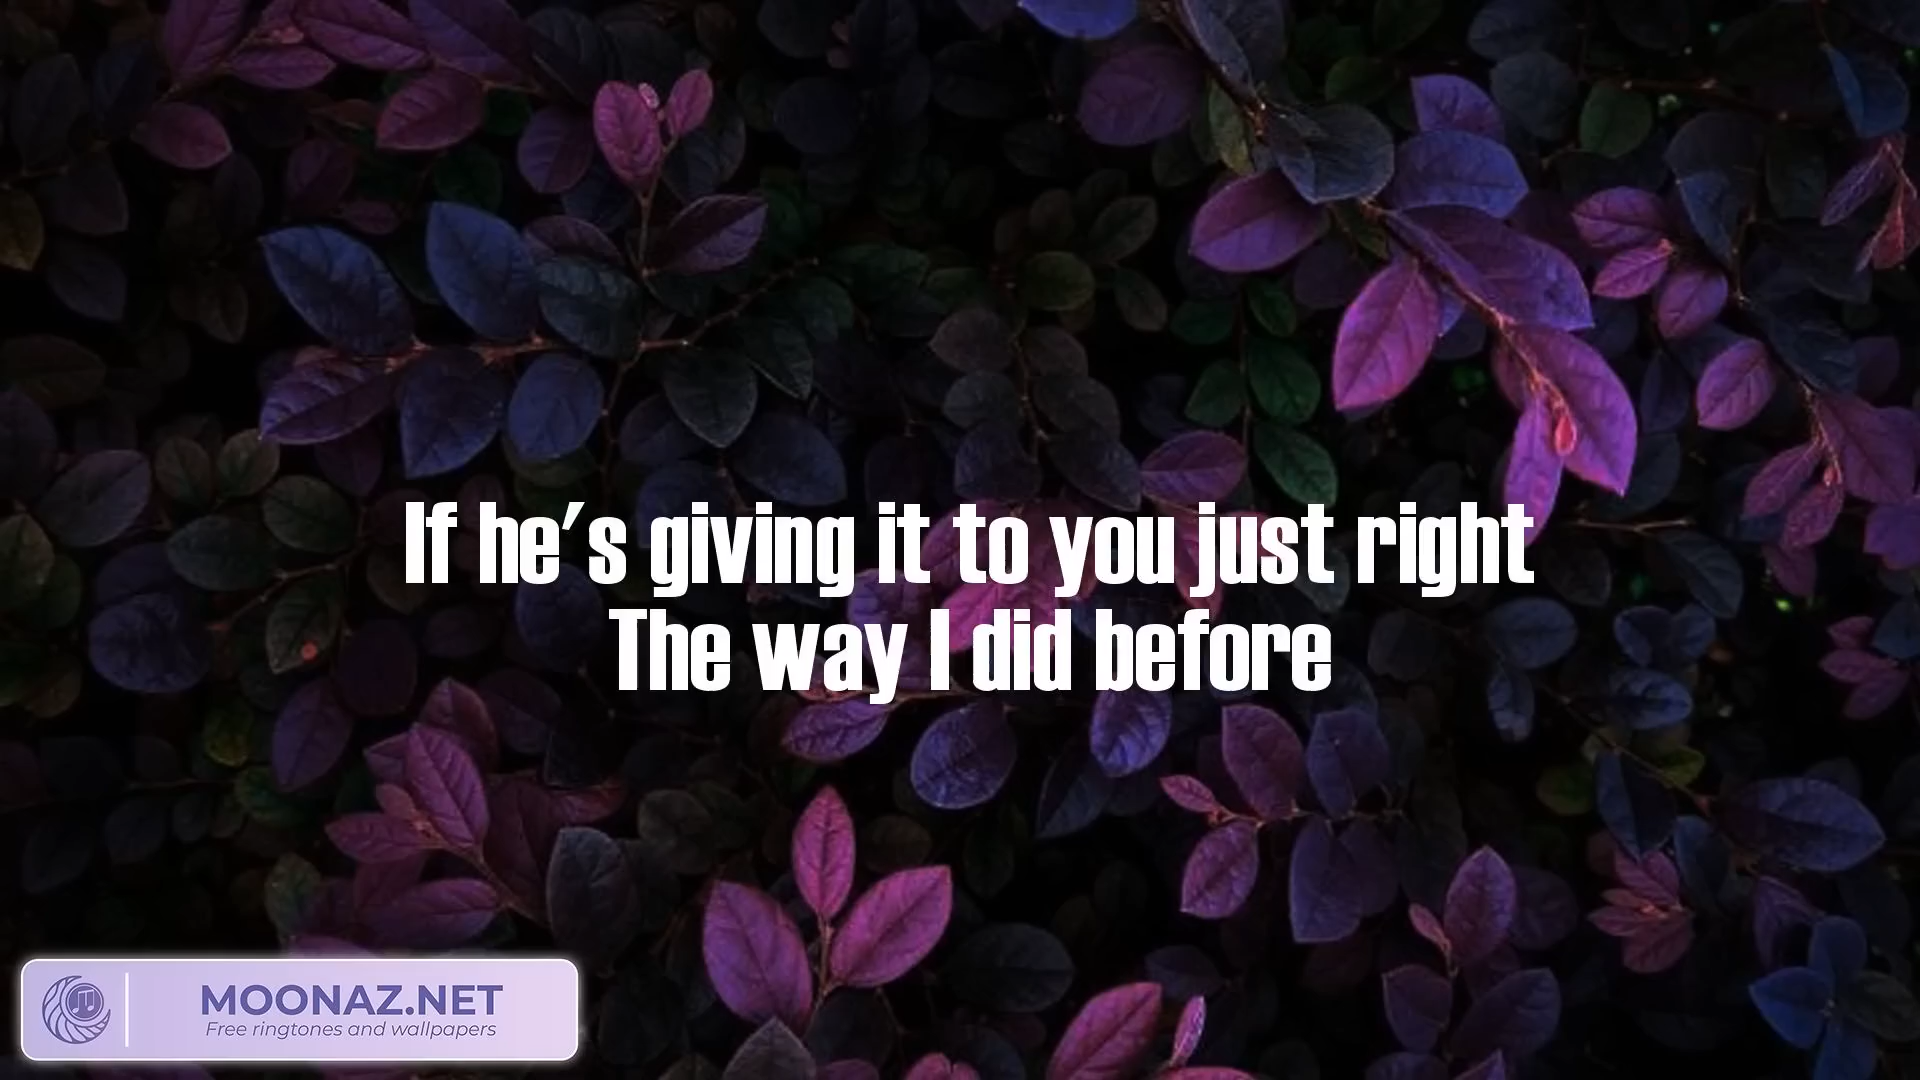 If he's giving it to you just right
The way I did before
MOONAZ.NET
Free ringtones and wallpapers